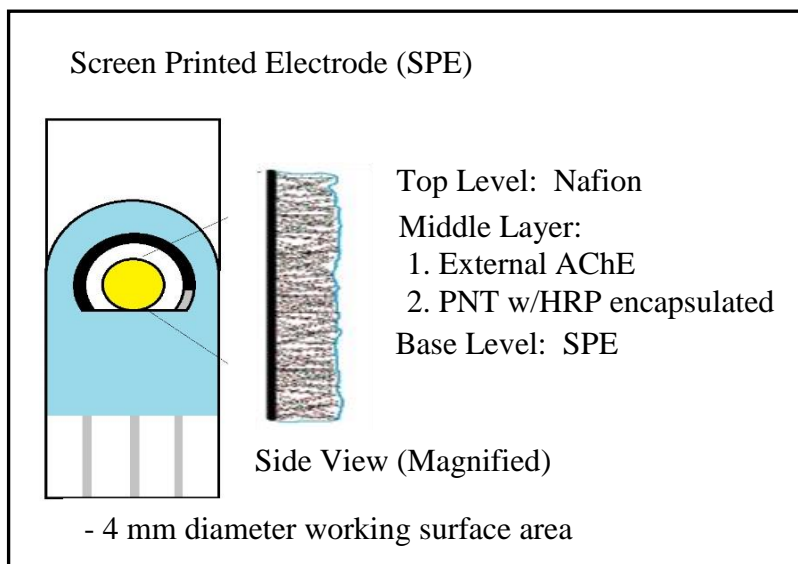 Screen Printed Electrode (SPE)
Top Level: Nafion
Middle Layer:
1. External AChE
2. PNT w/HRP encapsulated
Base Level: SPE
Side View (Magnified)
- 4 mm diameter working surface area